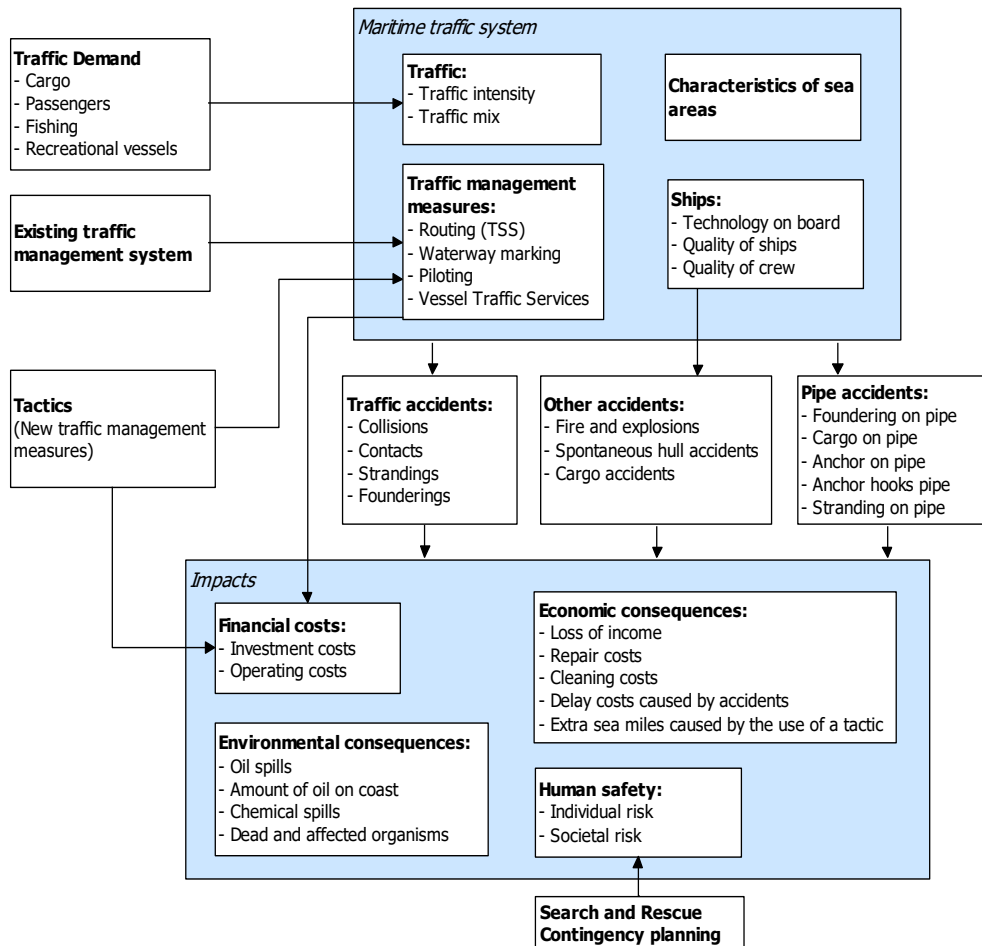 Maritime traffic system
Traffic Demand
- Cargo
- Passengers
- Fishing
- Recreational vessels
Traffic:
- Traffic intensity
- Traffic mix
Characteristics of sea
areas
Existing traffic
management system
Traffic management
measures:
- Routing (TSS)
- Waterway marking
- Piloting
- Vessel Traffic Services
Ships:
- Technology on board
- Quality of ships
- Quality of crew
Tactics
(New traffic management
measures)
Traffic accidents:
- Collisions
- Contacts
- Strandings
- Founderings
Other accidents:
- Fire and explosions
- Spontaneous hull accidents
- Cargo accidents
Pipe accidents:
- Foundering on pipe
- Cargo on pipe
- Anchor on pipe
- Anchor hooks pipe
- Stranding on pipe
Impacts
Financial costs:
- Investment costs
- Operating costs
Economic consequences:
- Loss of income
- Repair costs
- Cleaning costs
- Delay costs caused by accidents
- Extra sea miles caused by the use of a tactic
Environmental consequences:
- Oil spills
- Amount of oil on coast
- Chemical spills
- Dead and affected organisms
Human safety:
- Individual risk
- Societal risk
Search and Rescue
Contingency planning